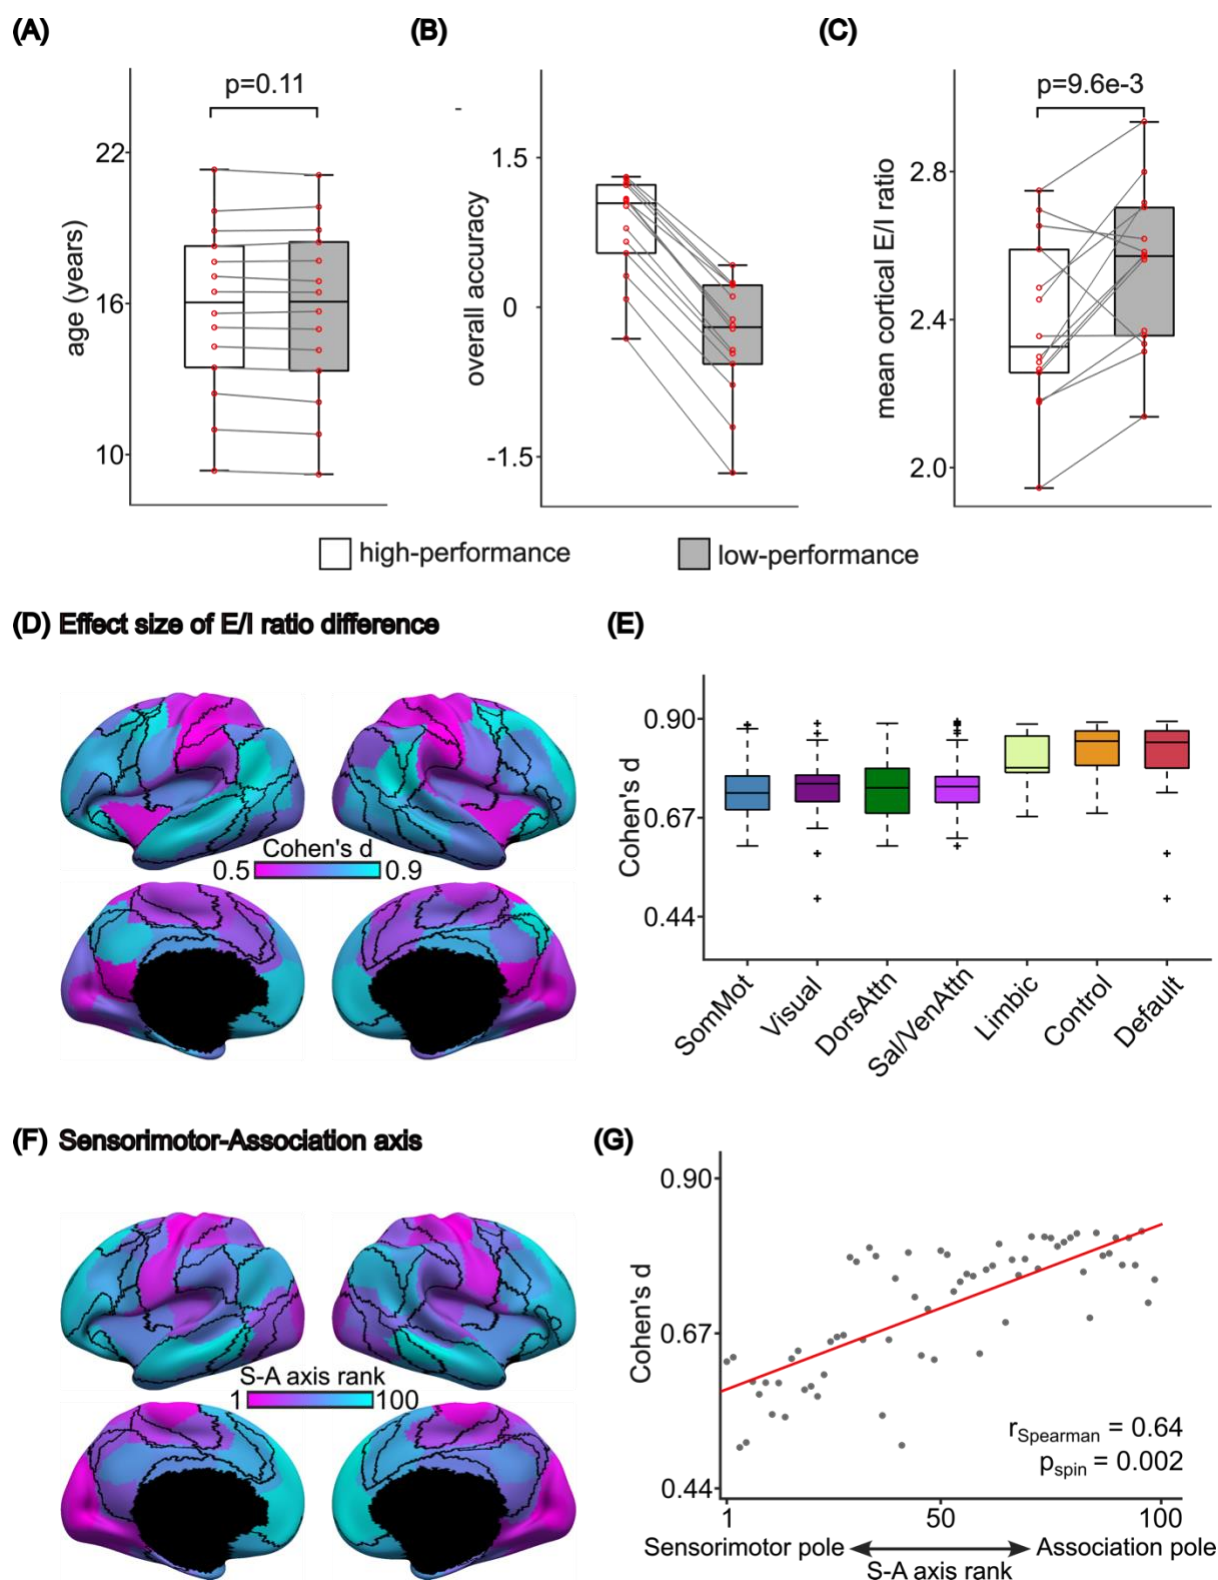 (A)
(B)
(C)
p=0.11
p=9.6e-3
22
16
10
age (years)
1.5
0
-1.5
overall accuracy
2.8
2.4
2.0
mean cortical E/I ratio
high-performance
low-performance
(D) Effect size of E/I ratio difference
(E)
Cohen's d
0.5
0.9
0.90
0.67
0.44
Cohen's d
SomMot
Visual
DorsAttn
Sal/VenAttn
Limbic
Control
Default
(F) Sensorimotor-Association axis
(G)
S-A axis rank
1
100
0.90
0.67
0.44
Cohen's d
rSpearman = 0.64
pspin = 0.002
1
50
100
Sensorimotor pole
Association pole
S-A axis rank